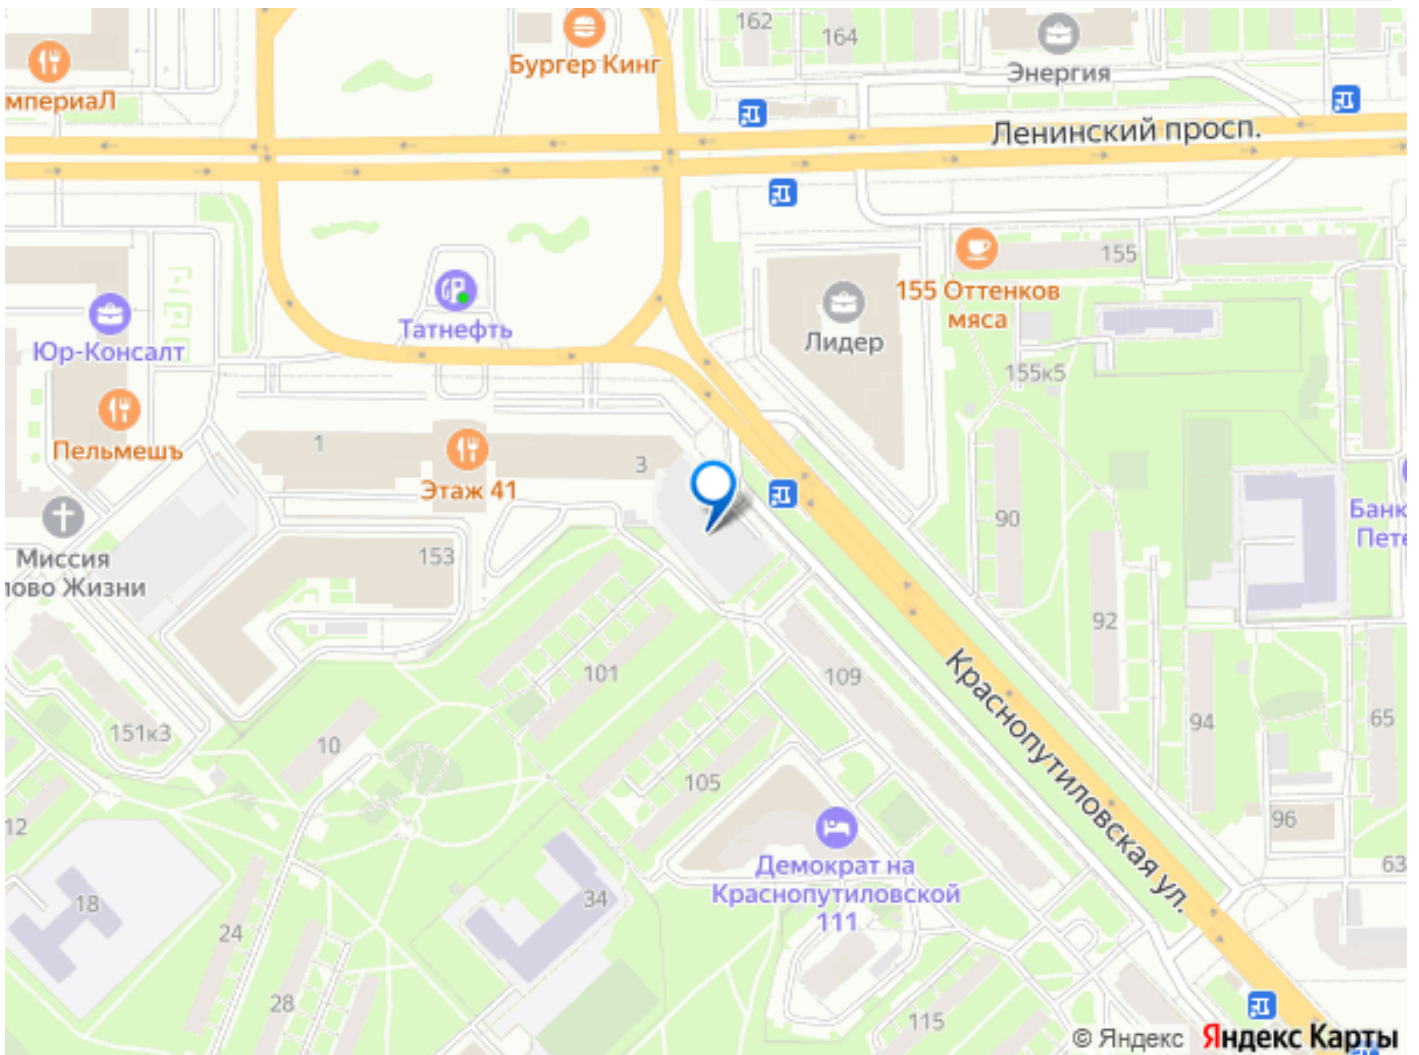 162
164
Бургер Кинг
Энергия
мпериаЛ
Ленинский просп.
155
155 Оттенков
мяса
Татнефть
Лидер
Юр-Консалт
155к5
Пельмешъ
1
3
Этаж 41
90
Банк
Пете
Миссия
лово Жизни
153
92
101
109
Краснопутиловская ул.
151к3
10
94
65
105
12
96
Демократ на
Краснопутиловской
111
63
18
34
24
28
115
© Яндекс
Яндекс Карты